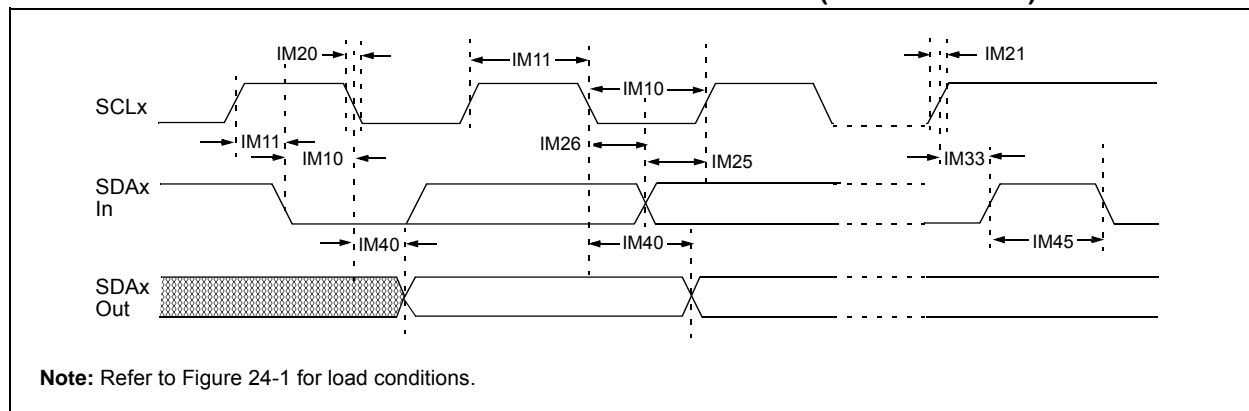 IM20
IM11
IM21
IM10
SCLx
IM11
IM26
IM10
IM25
IM33
SDAx
In
IM40
IM40
IM45
SDAx
Out
Note: Refer to Figure 24-1 for load conditions.